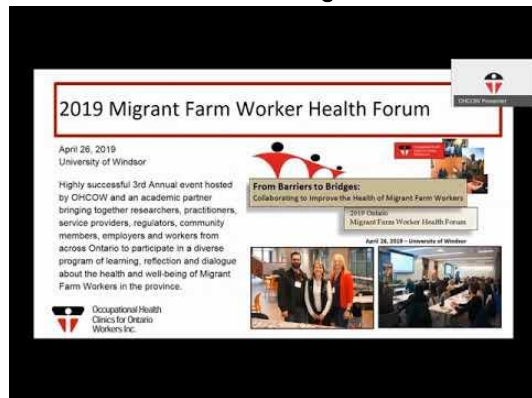 OHCOW Presenter
2019 Migrant Farm Worker Health Forum
April 26, 2019
University of Windsor
Highly successful 3rd Annual event hosted
by OHCOW and an academic partner
bringing together researchers, practitioners,
service providers, regulators, community
members, employers and workers from
across Ontario to participate in a diverse
program of learning, reflection and dialogue
about the health and well-being of Migrant
Farm Workers in the province.
From Barriers to Bridges:
Collaborating to Improve the Health of Migrant Farm Workers
2019 Ontario
Migrant Farm Worker Health Forum
April 26, 2019 – University of Windsor
Occupational Health
Clinics for Ontario
Workers Inc.